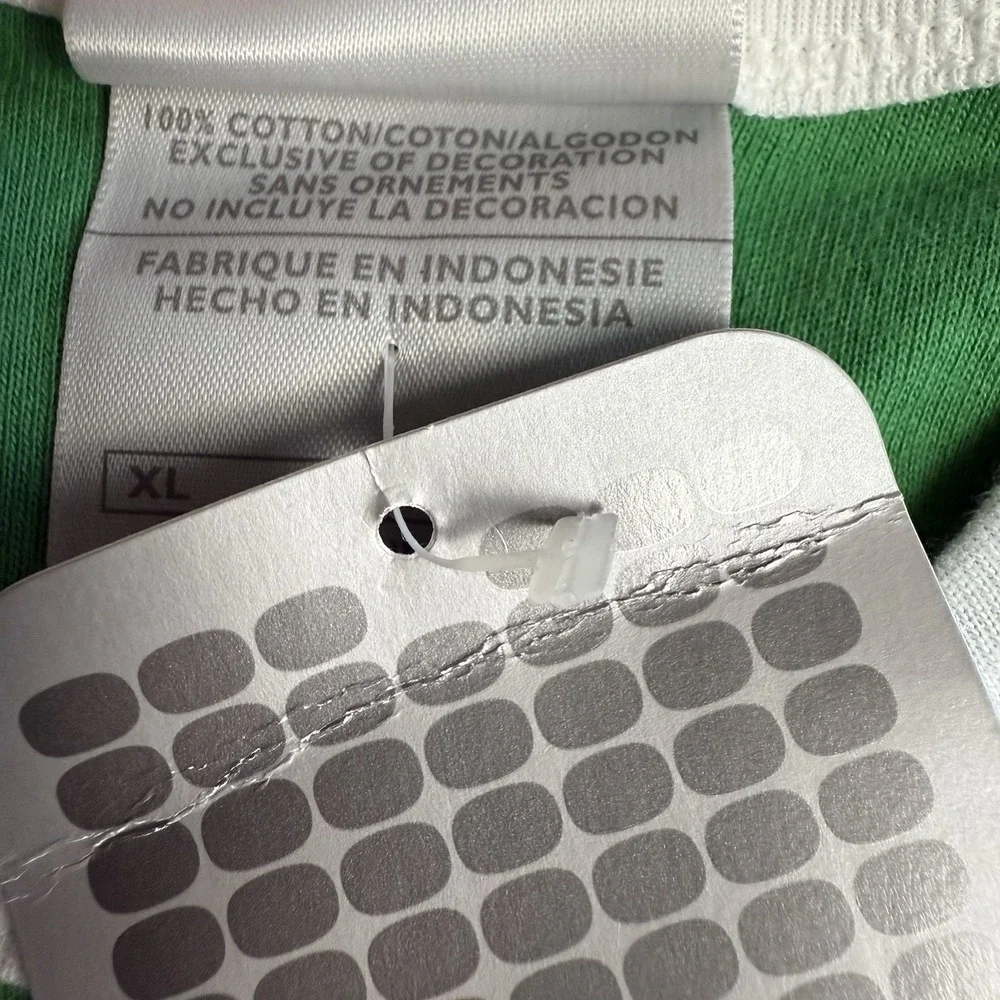 100% COTTON/COTON/ALGODON
EXCLUSIVE OF DECORATION
SANS ORNEMENTS
NO INCLUYE LA DECORACION
FABRIQUE EN INDONESIE
HECHO EN INDONESIA
XL